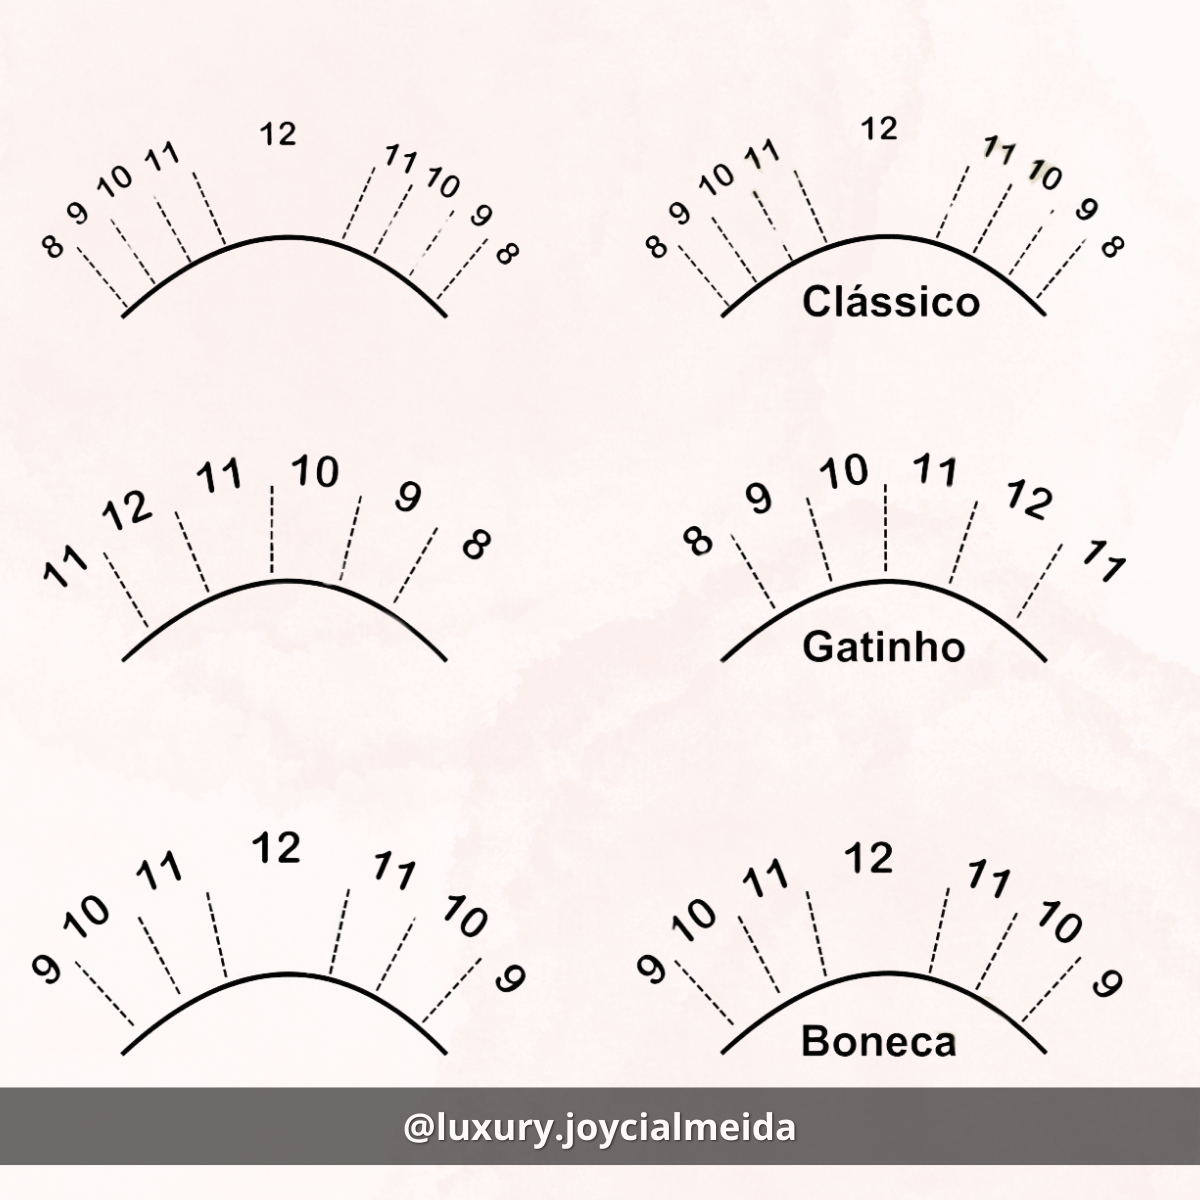 8 9 10 11 12 11 10 9 8
8 9 10 11 12 11 10 9 8
Clássico
11 12 11 10 9 8
8 9 10 11 12 11
Gatinho
9 10 11 12 11 10 9
9 10 11 12 11 10 9
Boneca
@luxury.joycialmeida